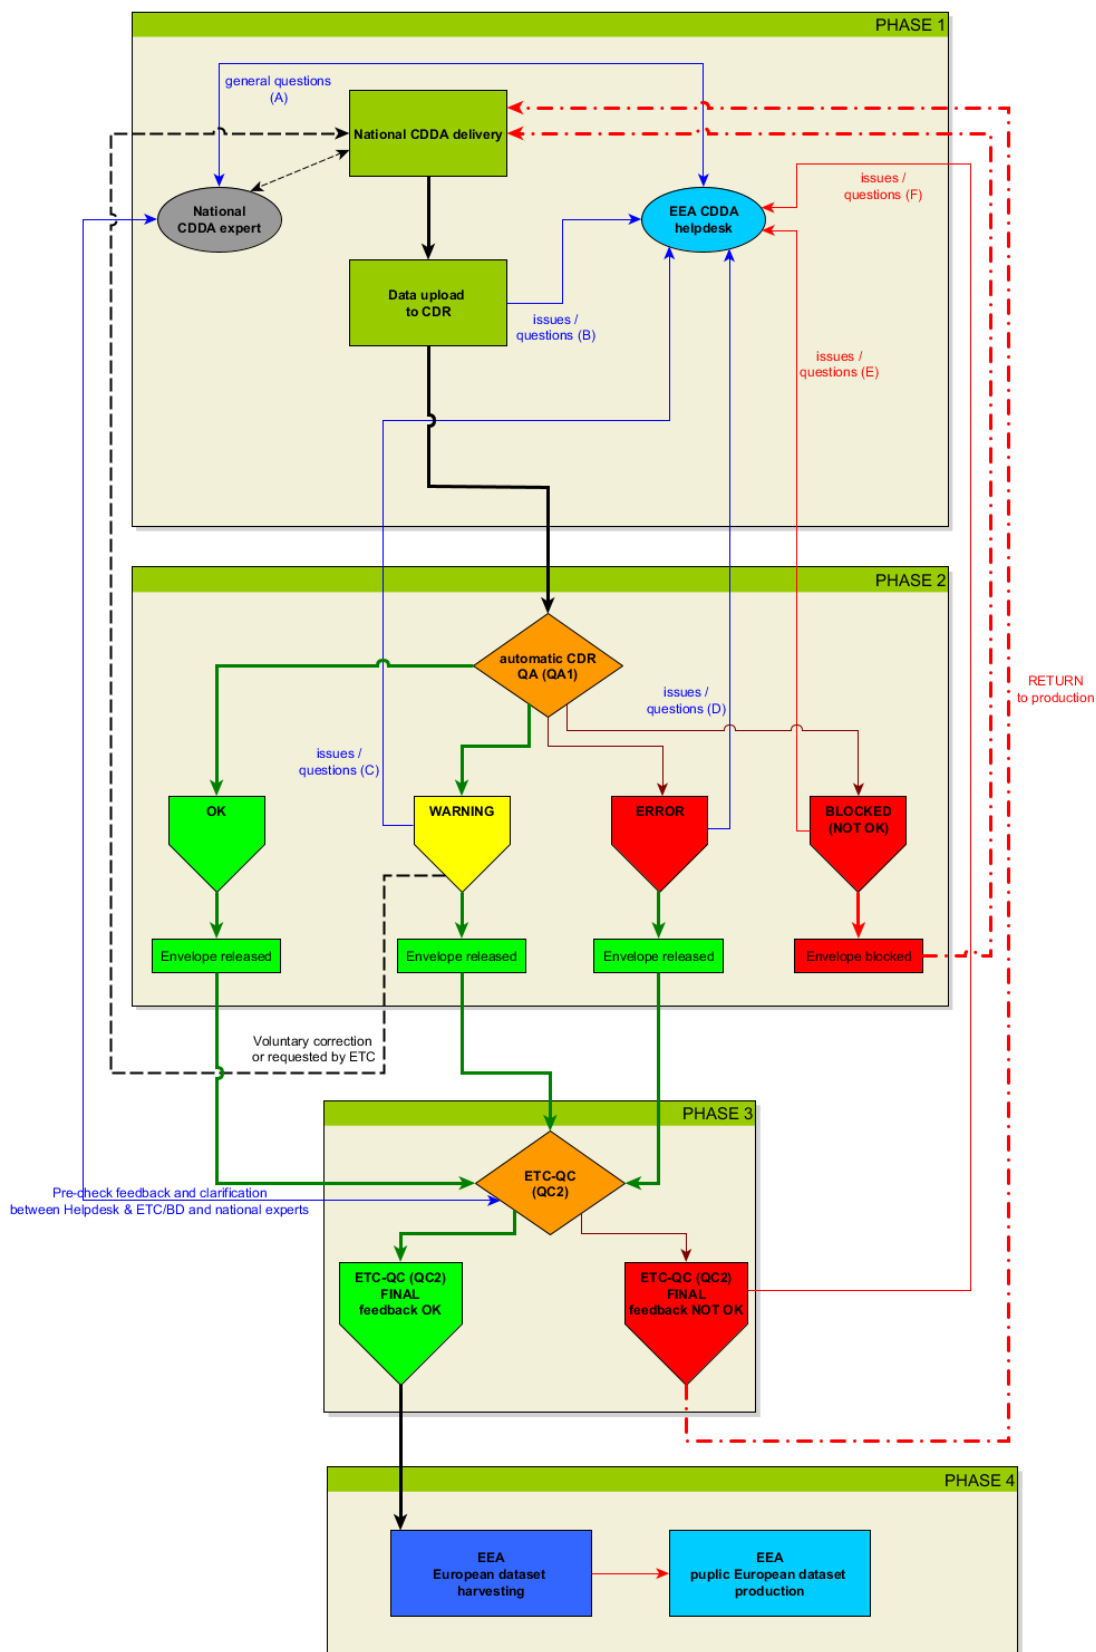 PHASE 1
general questions
(A)
National CDDA delivery
issues /
questions (F)
National
CDDA expert
EEA CDDA
helpdesk
Data upload
to CDR
issues /
questions (B)
issues /
questions (E)
PHASE 2
automatic CDR
QA (QA1)
RETURN
to production
issues /
questions (D)
issues /
questions (C)
OK
WARNING
ERROR
BLOCKED
(NOT OK)
Envelope released
Envelope released
Envelope released
Envelope blocked
Voluntary correction
or requested by ETC
PHASE 3
ETC-QC
(QC2)
Pre-check feedback and clarification
between Helpdesk & ETC/BD and national experts
ETC-QC (QC2)
FINAL
feedback OK
ETC-QC (QC2)
FINAL
feedback NOT OK
PHASE 4
EEA
European dataset
harvesting
EEA
puplic European dataset
production